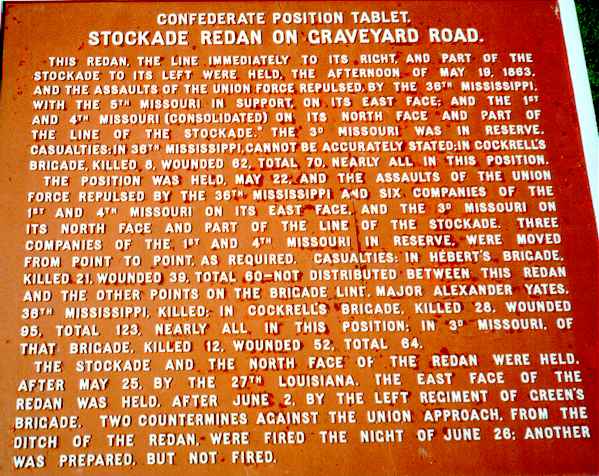 CONFEDERATE POSITION TABLET.
STOCKADE REDAN ON GRAVEYARD ROAD.
THIS REDAN, THE LINE IMMEDIATELY TO ITS RIGHT, AND PART OF THE
STOCKADE TO ITS LEFT WERE HELD, THE AFTERNOON OF MAY 19, 1863,
AND THE ASSAULTS OF THE UNION FORCE REPULSED, BY THE 36TH MISSISSIPPI,
WITH THE 5TH MISSOURI IN SUPPORT, ON ITS EAST FACE; AND THE 1ST
AND 4TH MISSOURI (CONSOLIDATED) ON ITS NORTH FACE AND PART OF
THE LINE OF THE STOCKADE. THE 3D MISSOURI WAS IN RESERVE.
CASUALTIES: IN 36TH MISSISSIPPI, CANNOT BE ACCURATELY STATED; IN COCKRELL'S
BRIGADE, KILLED 8, WOUNDED 62, TOTAL 70, NEARLY ALL IN THIS POSITION.
THE POSITION WAS HELD, MAY 22, AND THE ASSAULTS OF THE UNION
FORCE REPULSED BY THE 36TH MISSISSIPPI AND SIX COMPANIES OF THE
1ST AND 4TH MISSOURI ON ITS EAST FACE, AND THE 3D MISSOURI ON
ITS NORTH FACE AND PART OF THE LINE OF THE STOCKADE. THREE
COMPANIES OF THE 1ST AND 4TH MISSOURI IN RESERVE, WERE MOVED
FROM POINT TO POINT, AS REQUIRED. CASUALTIES: IN HÉBERT'S BRIGADE,
KILLED 21, WOUNDED 39, TOTAL 60=NOT DISTRIBUTED BETWEEN THIS REDAN
AND THE OTHER POINTS ON THE BRIGADE LINE, MAJOR ALEXANDER YATES,
36TH MISSISSIPPI, KILLED; IN COCKRELL'S BRIGADE, KILLED 28, WOUNDED
95, TOTAL 123, NEARLY ALL IN THIS POSITION; IN 3D MISSOURI, OF
THAT BRIGADE, KILLED 12, WOUNDED 52, TOTAL 64.
THE STOCKADE AND THE NORTH FACE OF THE REDAN WERE HELD,
AFTER MAY 25, BY THE 27TH LOUISIANA. THE EAST FACE OF THE
REDAN WAS HELD, AFTER JUNE 2, BY THE LEFT REGIMENT OF GREEN'S
BRIGADE. TWO COUNTERMINES AGAINST THE UNION APPROACH, FROM THE
DITCH OF THE REDAN, WERE FIRED THE NIGHT OF JUNE 26; ANOTHER
WAS PREPARED, BUT NOT FIRED.